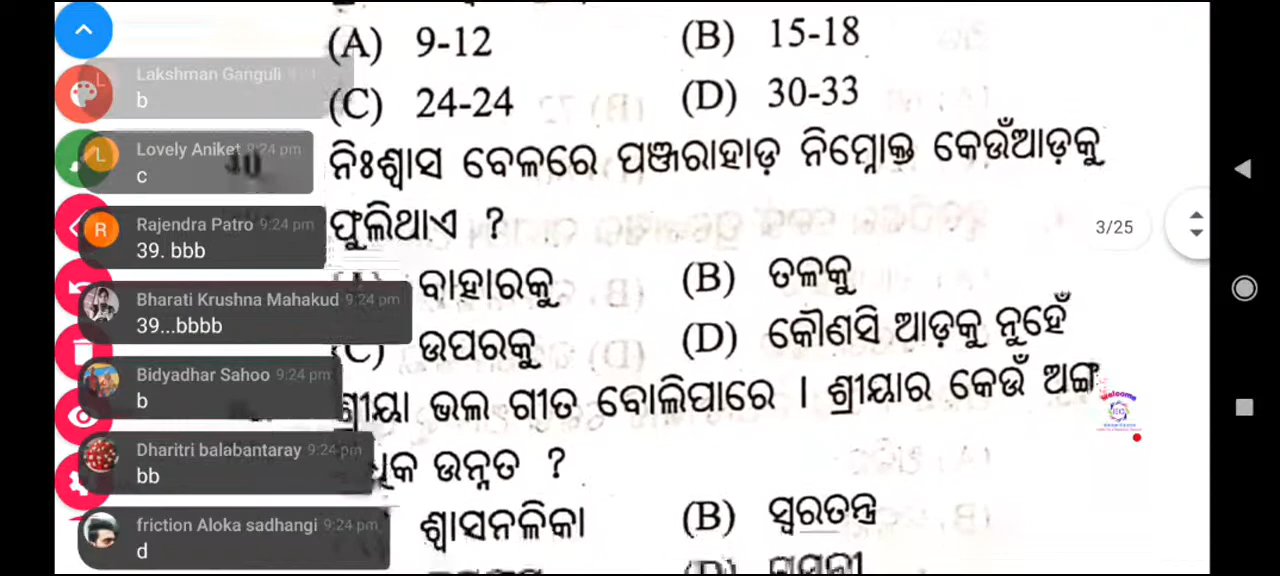 (A) 9-12 (B) 15-18
(C) 24-24 (D) 30-33
ନିଃଶ୍ୱାସ ବେଳରେ ପଞ୍ଜରାହାଡ଼ ନିମ୍ନୋକ୍ତ କେଉଁଆଡ଼କୁ
ଫୁଲିଥାଏ ?
ବାହାରକୁ (B) ତଳକୁ
(C) ଉପରକୁ (D) କୌଣସି ଆଡ଼କୁ ନୁହେଁ
ଶ୍ରୀୟା ଭଲ ଗୀତ ବୋଲିପାରେ । ଶ୍ରୀୟାର କେଉଁ ଅଙ୍ଗ
ଉନ୍ନତ ?
ଶ୍ୱାସନଳିକା (B) ସ୍ୱରତନ୍ତ୍ର
Lakshman Ganguli
b
Lovely Aniket 9:24 pm
c
40
Rajendra Patro 9:24 pm
39. bbb
Bharati Krushna Mahakud 9:24 pm
39...bbbb
Bidyadhar Sahoo 9:24 pm
b
Dharitri balabantaray 9:24 pm
bb
friction Aloka sadhangi 9:24 pm
d
3/25
welcome